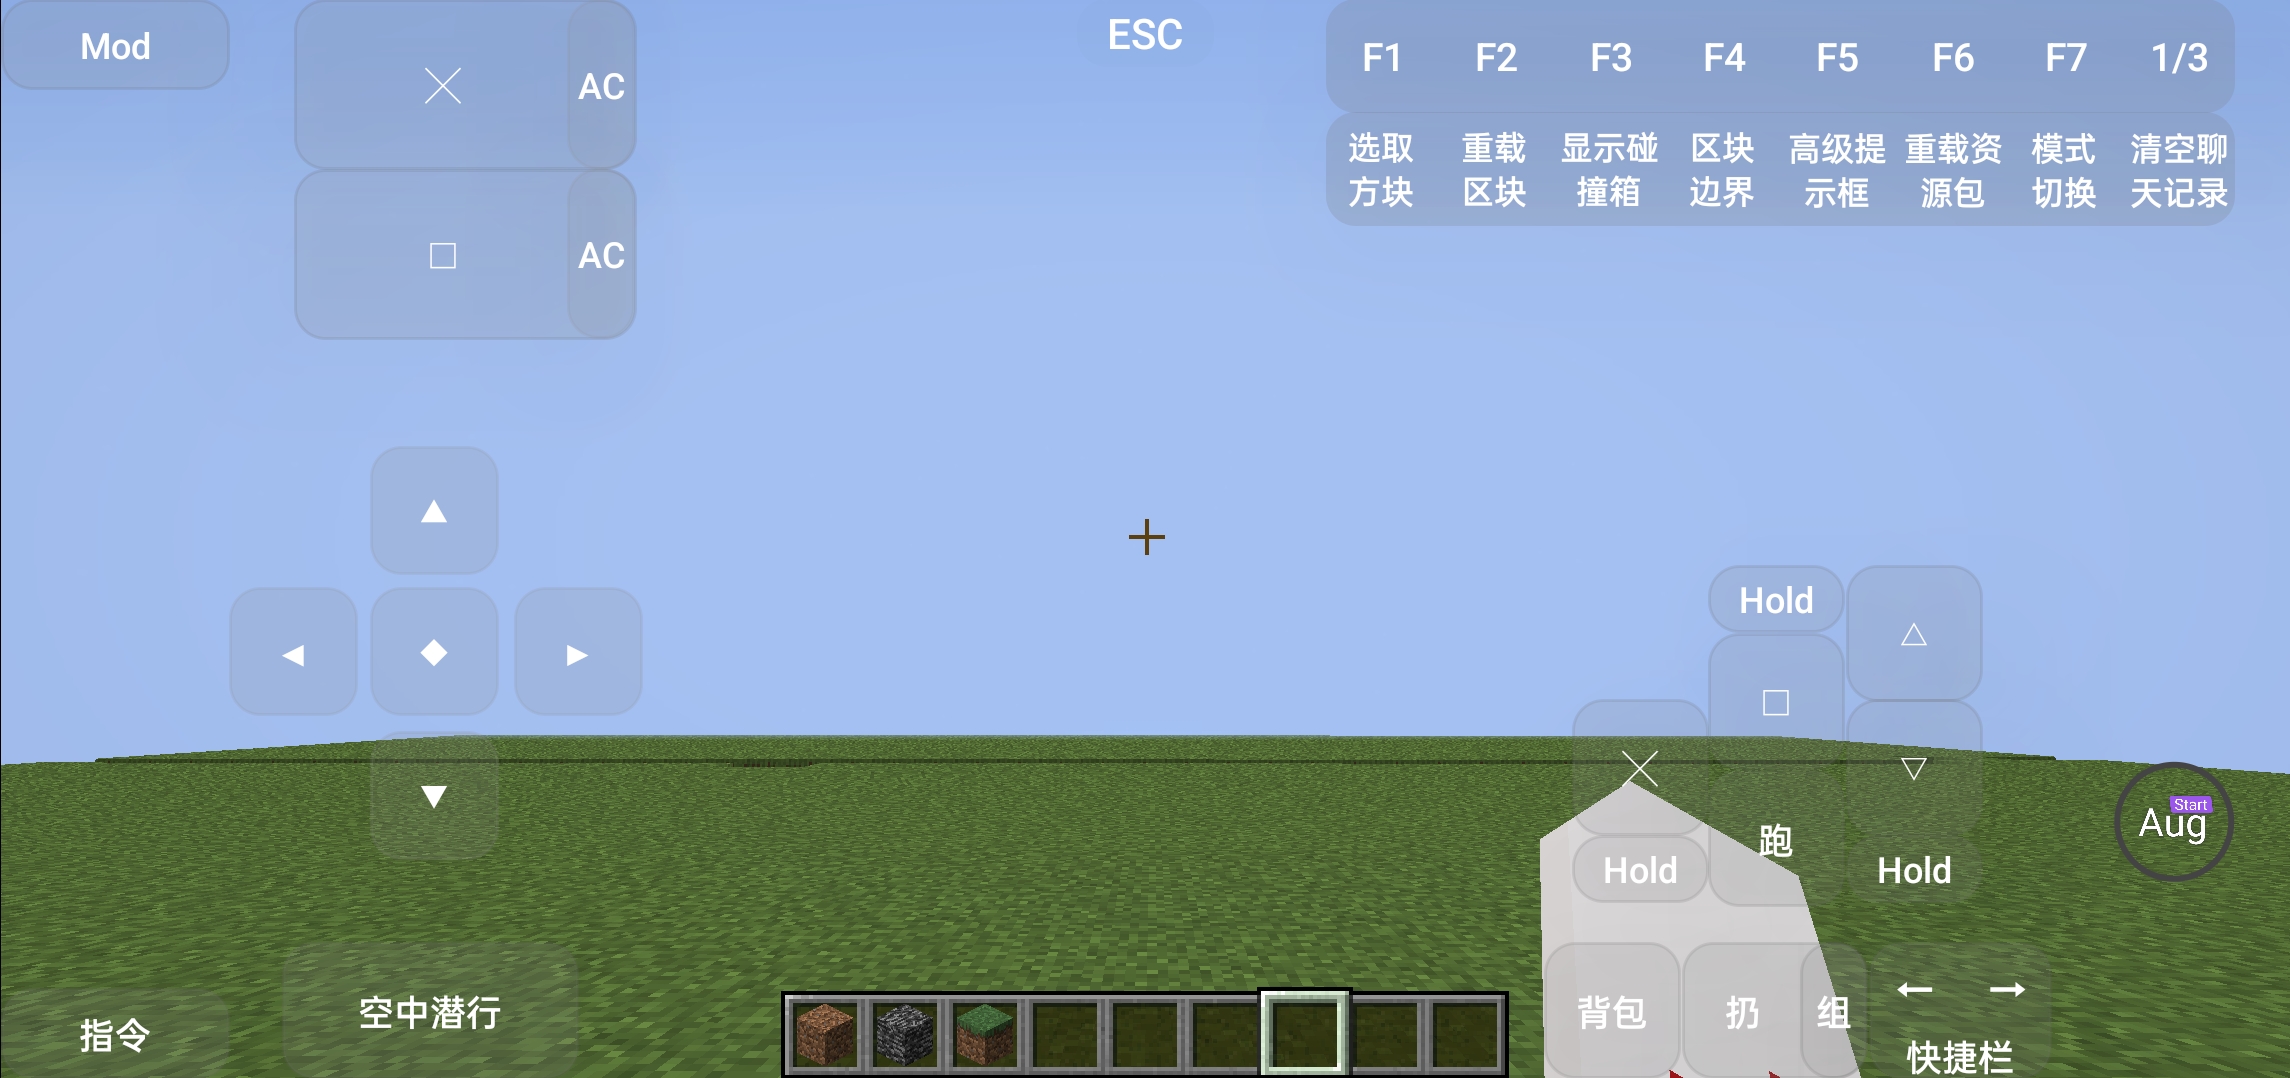 Mod
AC
AC
ESC
F1 F2 F3 F4 F5 F6 F7 1/3
选取 重载 显示碰 区块 高级提 重载资 模式 清空聊
方块 区块 撞箱 边界 示框 源包 切换 天记录
Hold
跑
Hold
Hold
Start
Aug
指令
空中潜行
背包
扔
组
← →
快捷栏